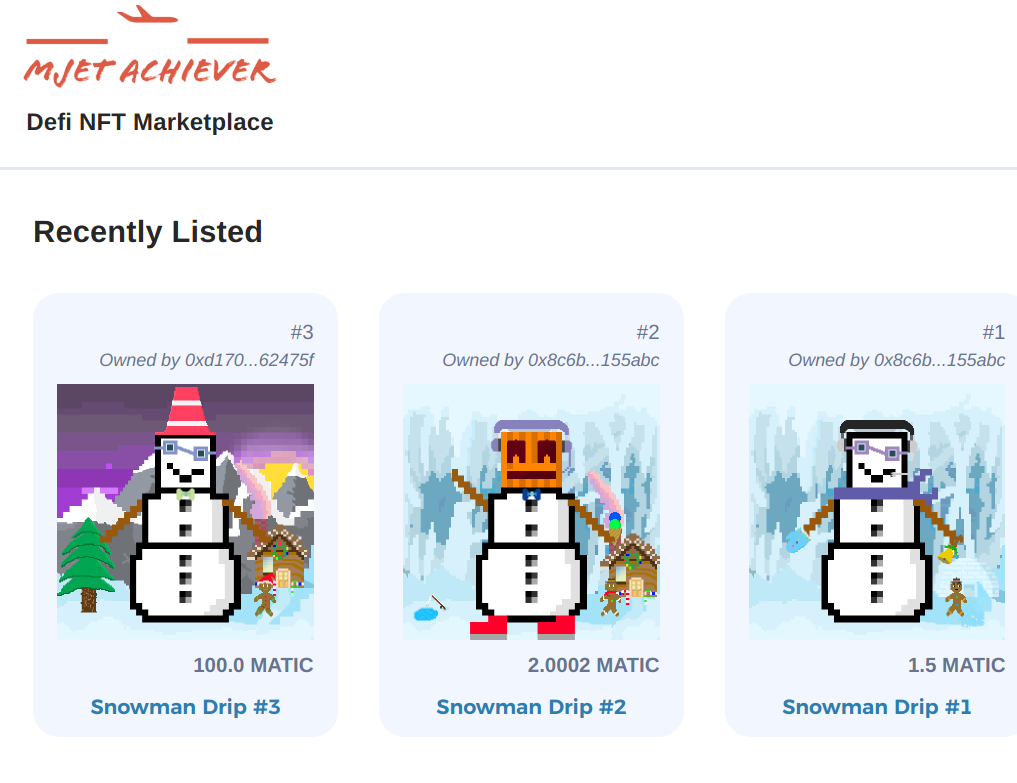 MJET ACHIEVER
Defi NFT Marketplace
Recently Listed
#3
Owned by 0xd170...62475f
100.0 MATIC
Snowman Drip #3
#2
Owned by 0x8c6b...155abc
2.0002 MATIC
Snowman Drip #2
#1
Owned by 0x8c6b...155abc
1.5 MATIC
Snowman Drip #1